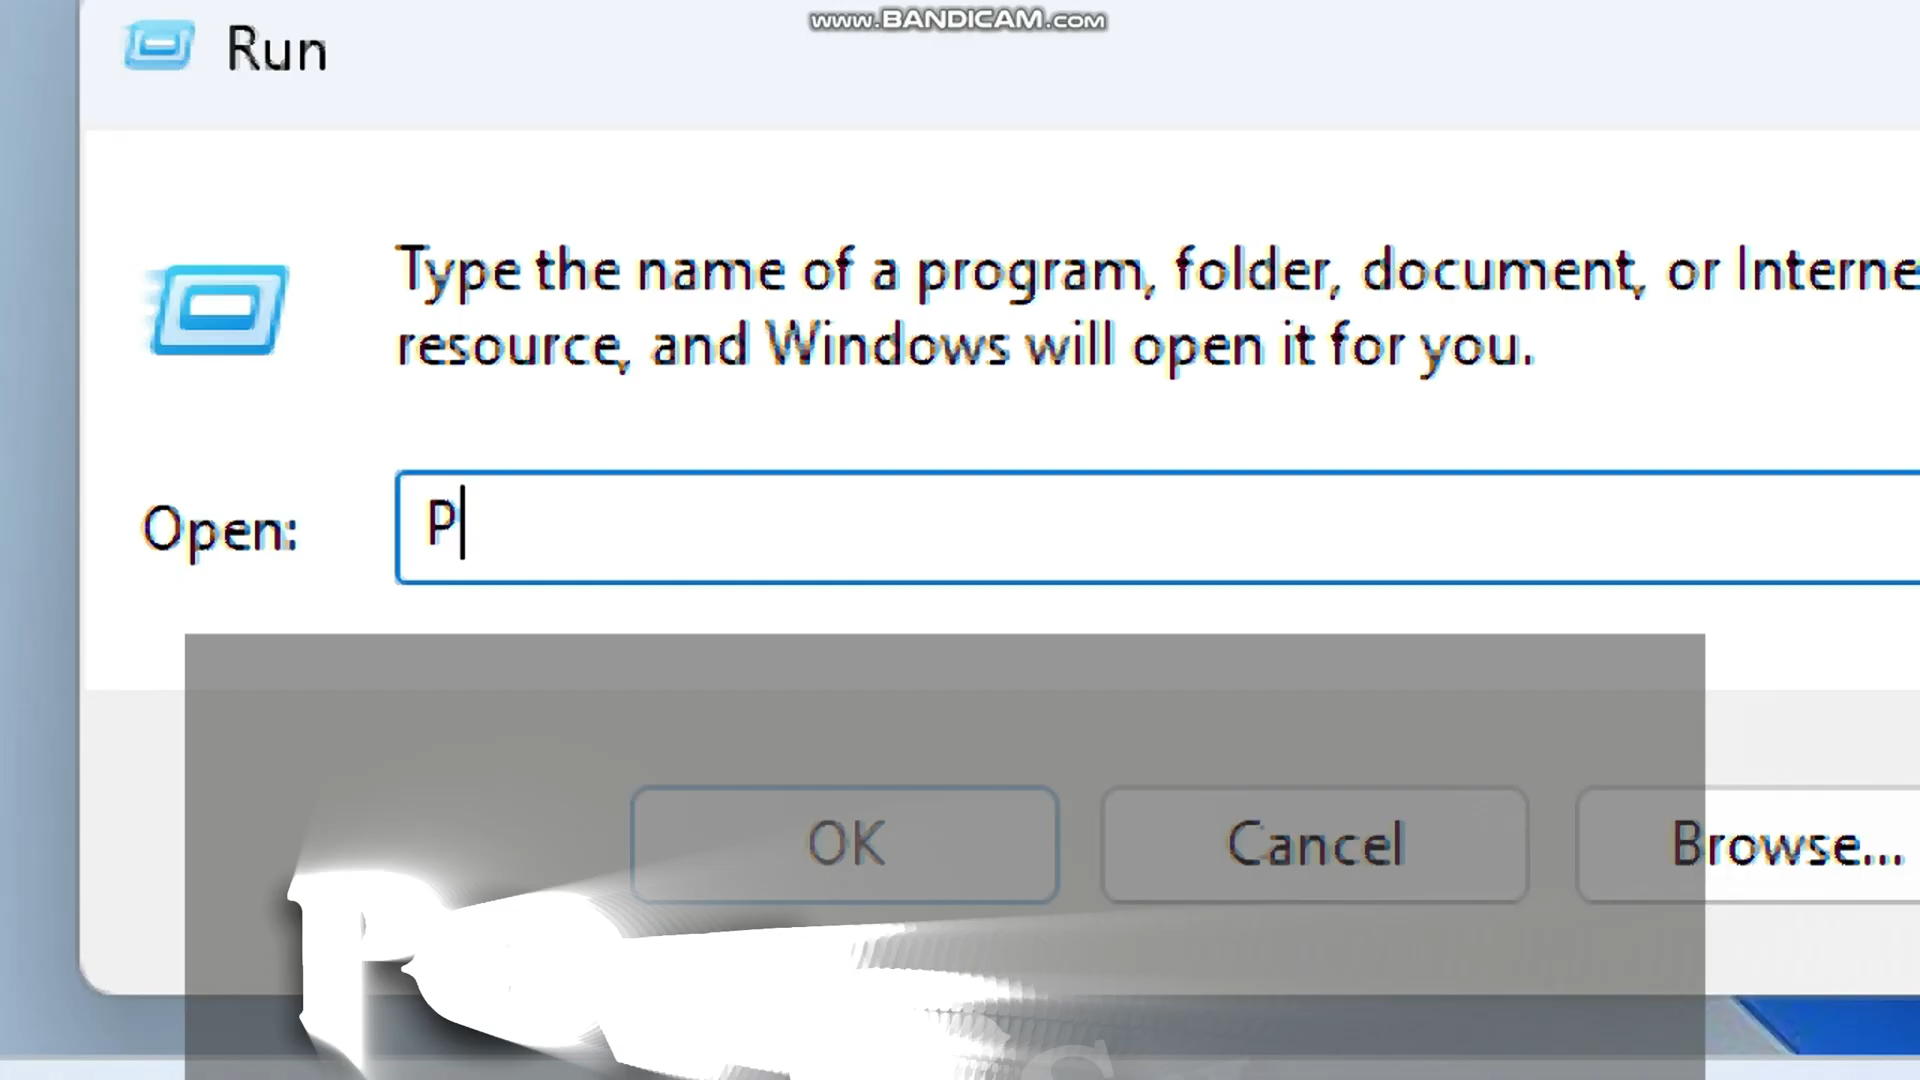 www.BANDICAM.com
Run
Type the name of a program, folder, document, or Interne
resource, and Windows will open it for you.
Open:
P
OK
Cancel
Browse...